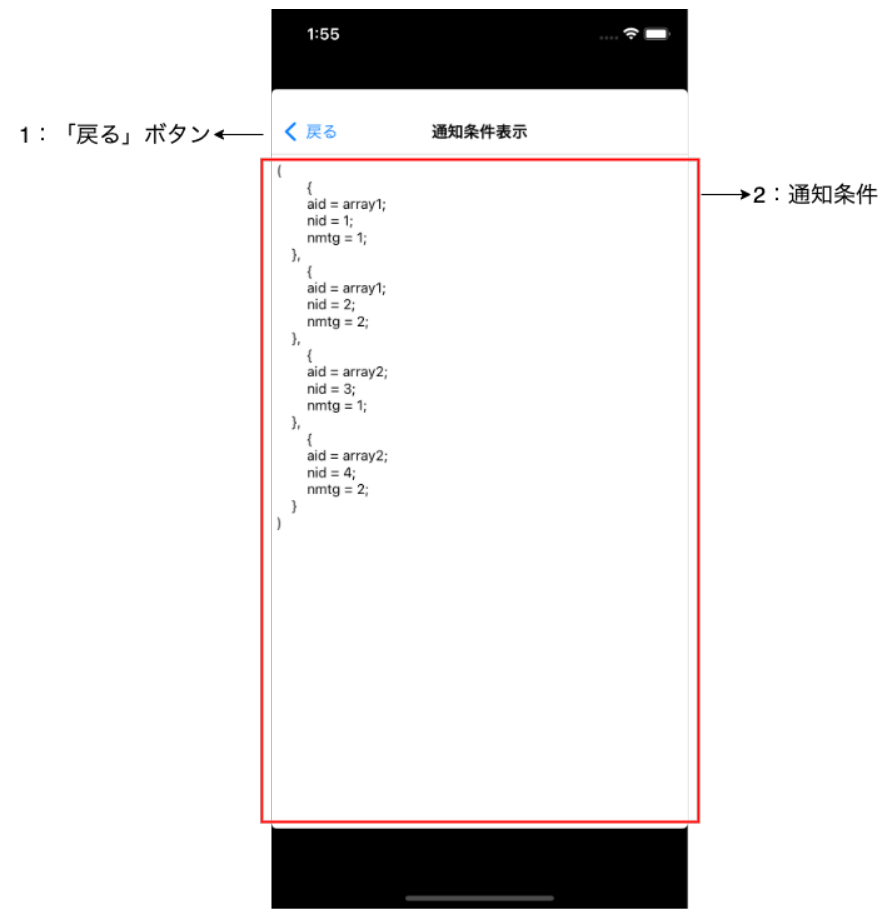 1:55
1：「戻る」ボタン
戻る
通知条件表示
2：通知条件
(
{
aid = array1;
nid = 1;
nmtg = 1;
},
{
aid = array1;
nid = 2;
nmtg = 2;
},
{
aid = array2;
nid = 3;
nmtg = 1;
},
{
aid = array2;
nid = 4;
nmtg = 2;
}
)